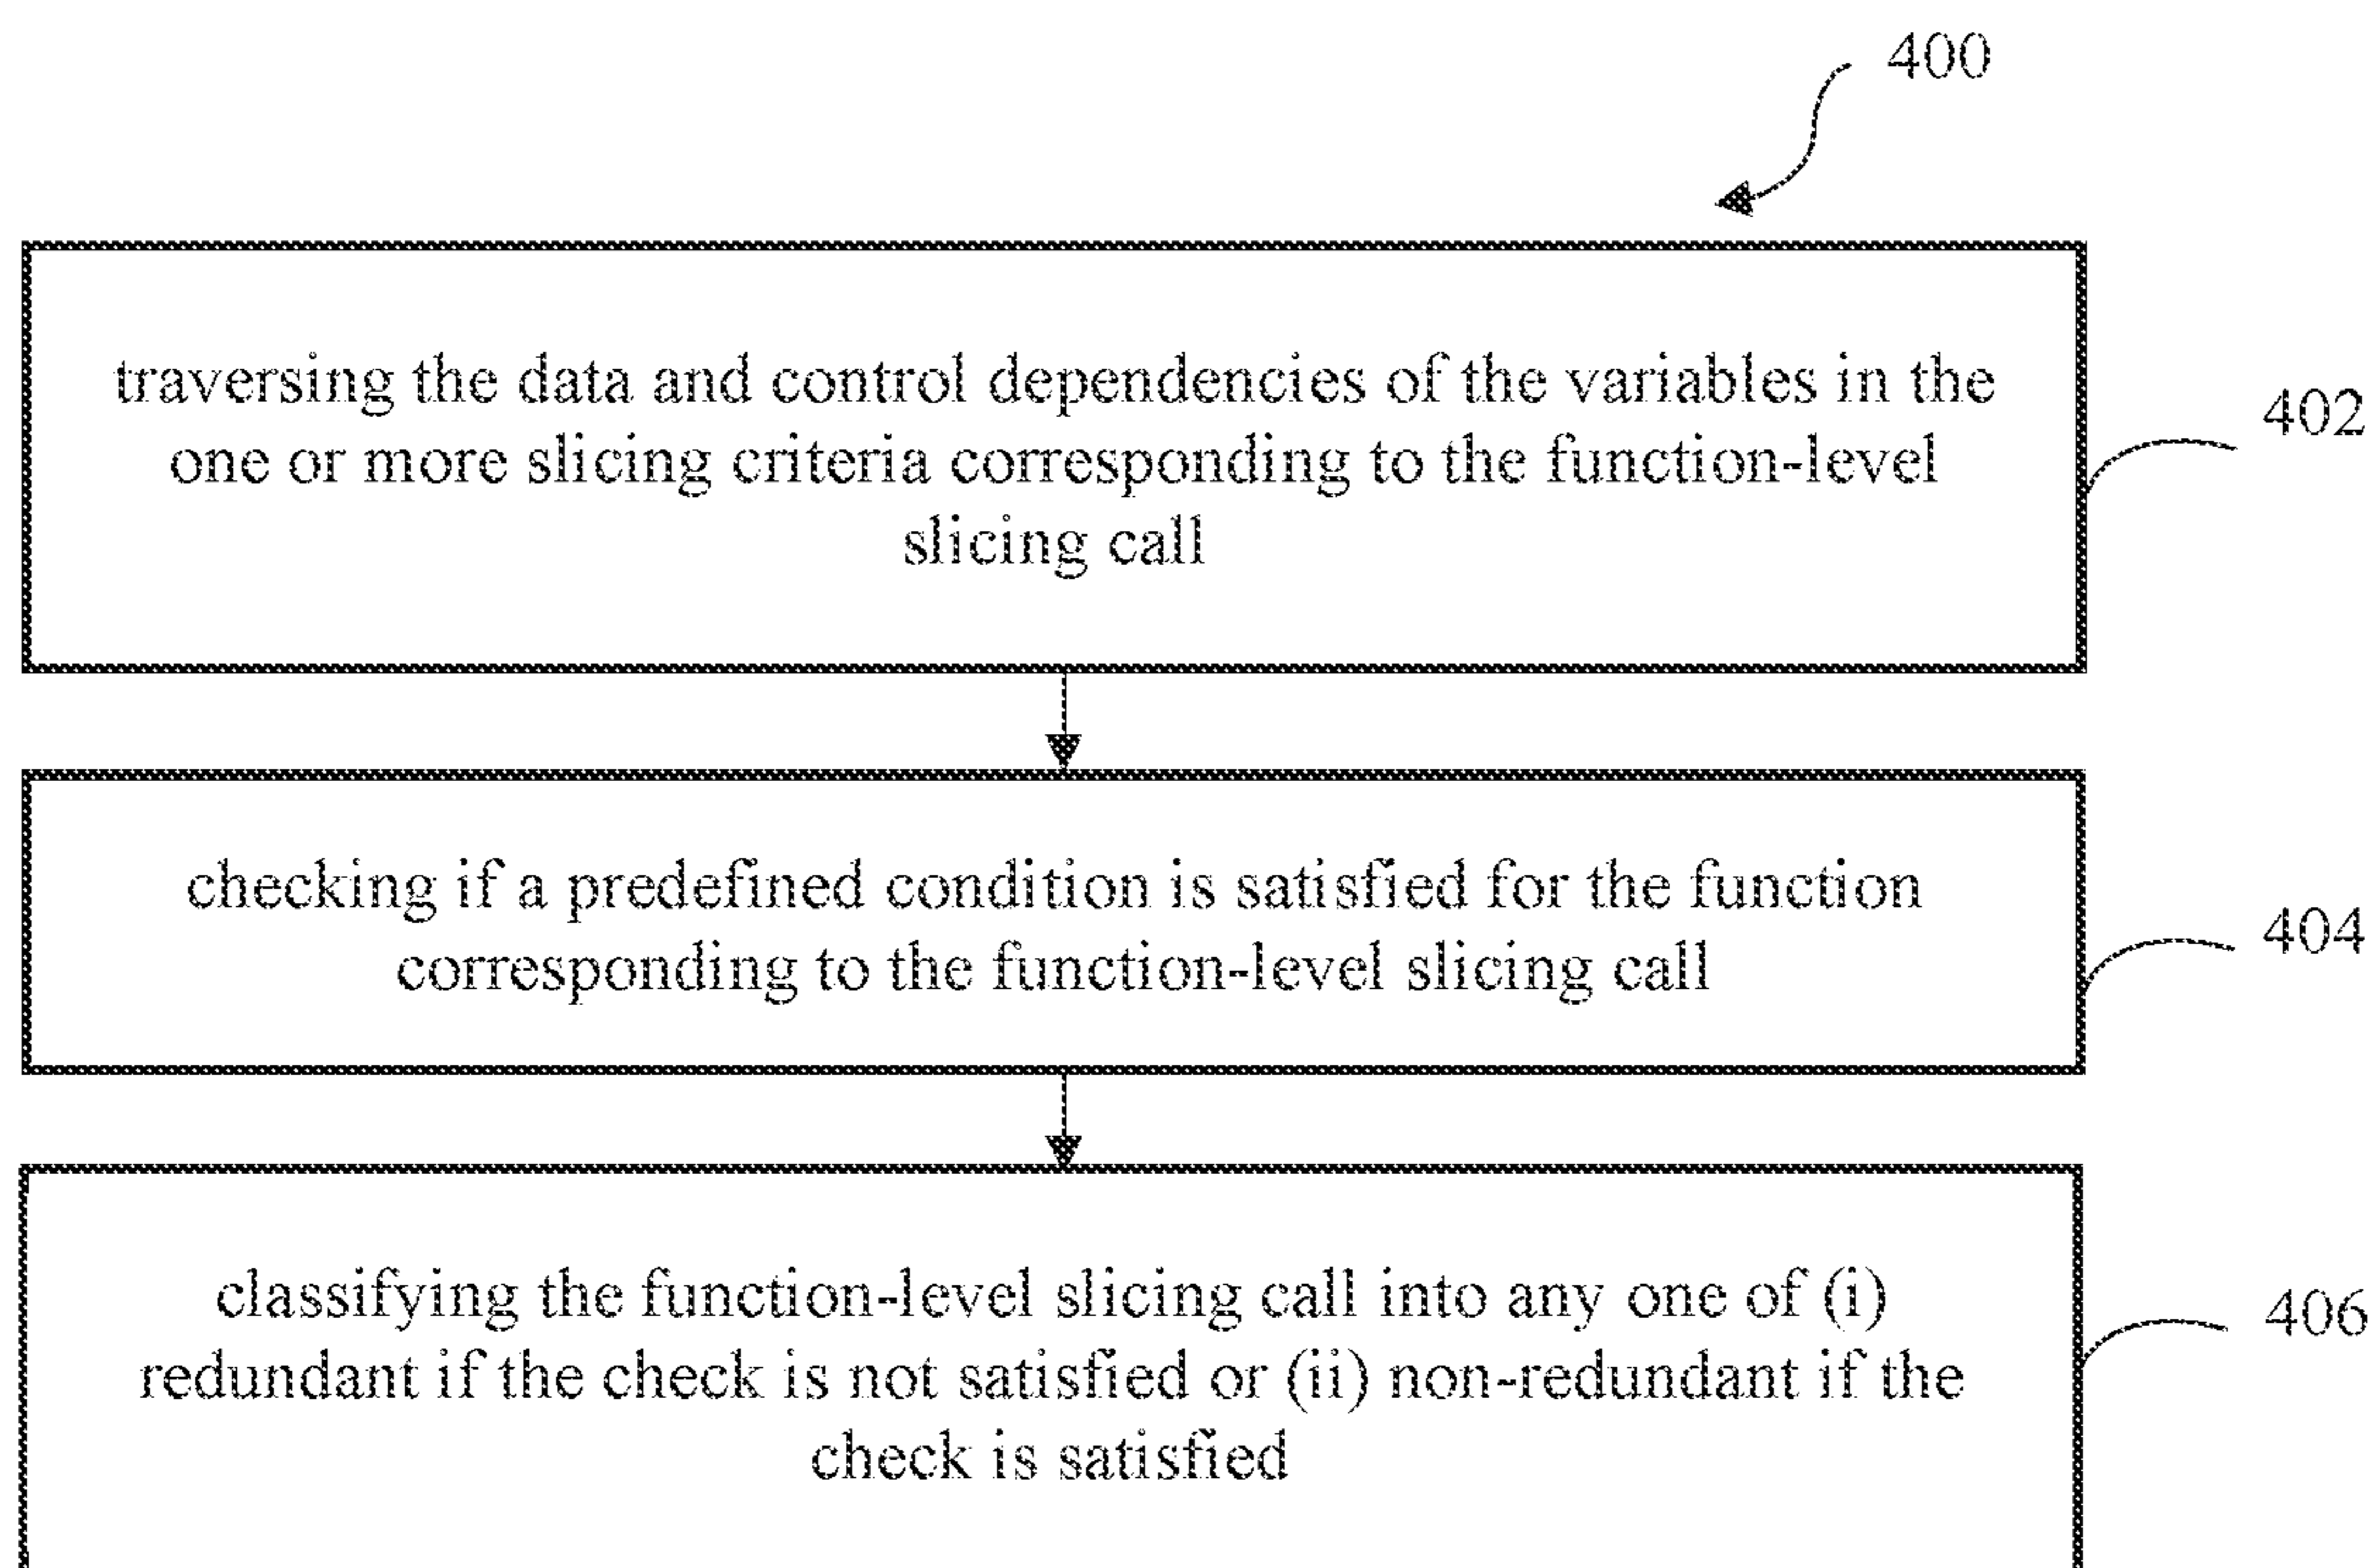 400
traversing the data and control dependencies of the variables in the
one or more slicing criteria corresponding to the function-level
slicing call
402
checking if a predefined condition is satisfied for the function
corresponding to the function-level slicing call
404
classifying the function-level slicing call into any one of (i)
redundant if the check is not satisfied or (ii) non-redundant if the
check is satisfied
406